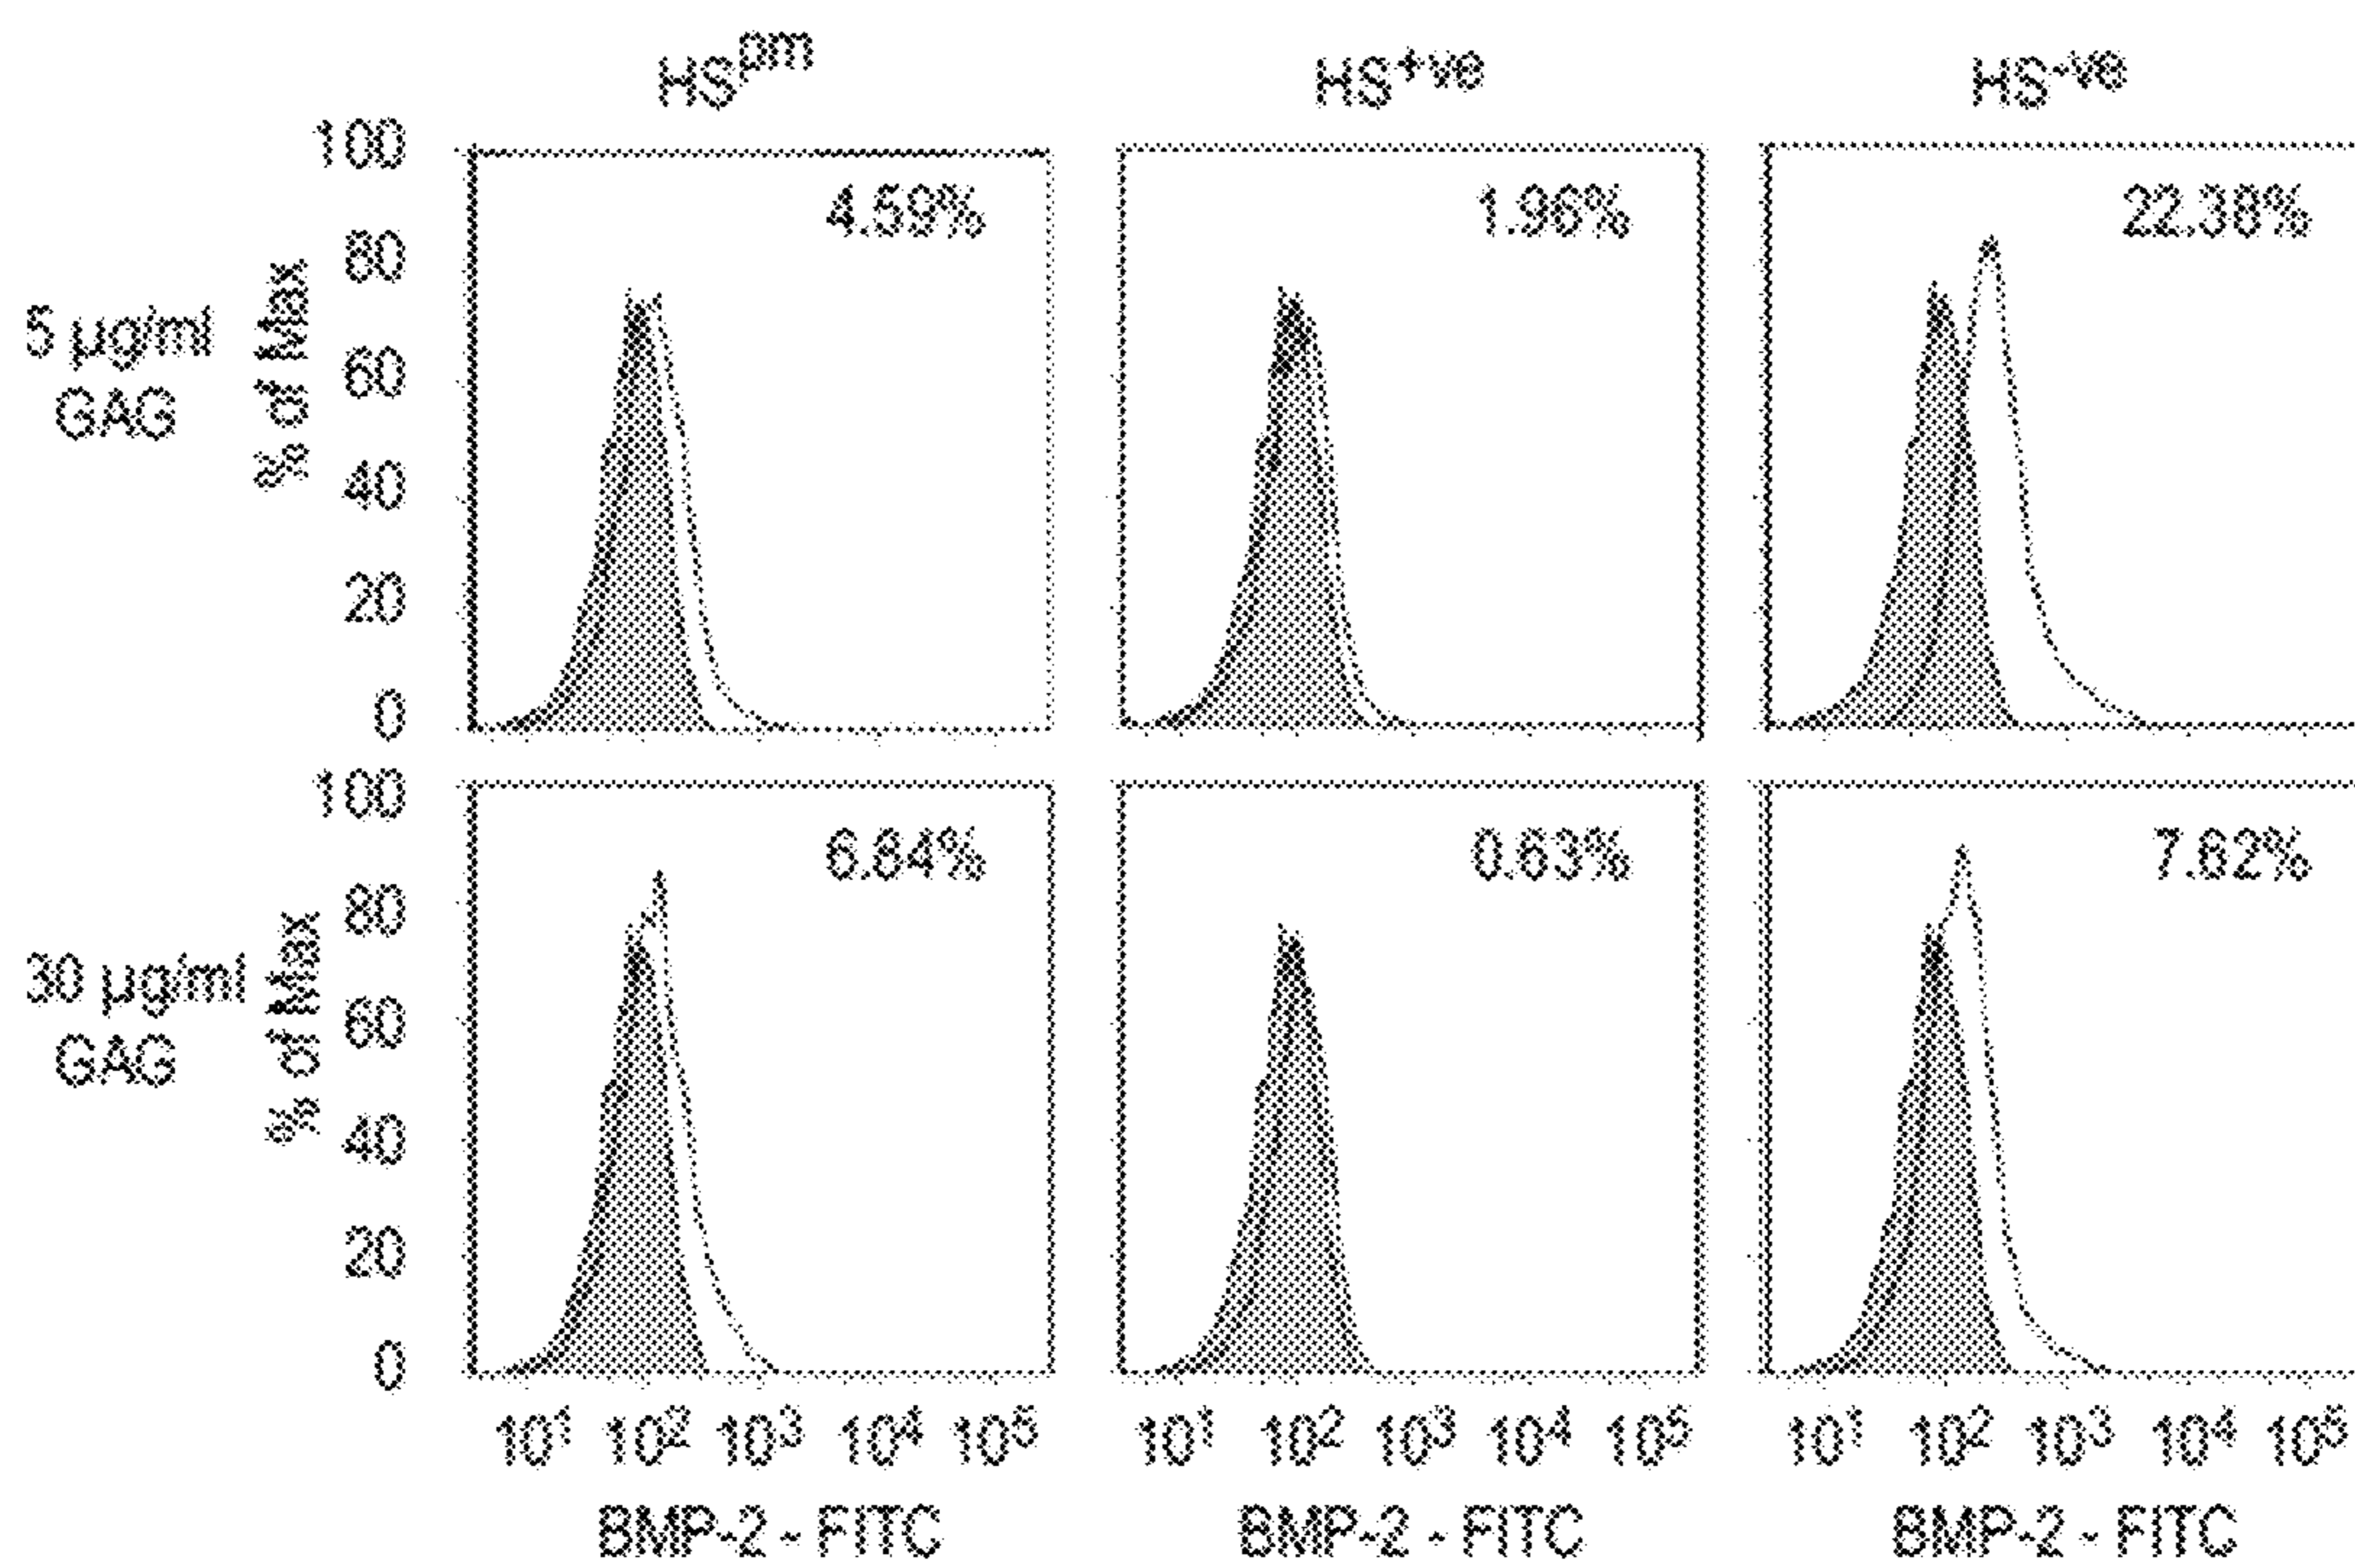 HSpm HS+ve HS-ve
100
4.59% 1.96% 22.38%
80
5 µg/ml
GAG
% of Max
60
40
20
0
100
6.84% 0.63% 7.62%
80
30 µg/ml
GAG
% of Max
60
40
20
0
10¹ 10² 10³ 10⁴ 10⁵ 10¹ 10² 10³ 10⁴ 10⁵ 10¹ 10² 10³ 10⁴ 10⁵
BMP-2 - FITC BMP-2 - FITC BMP-2 - FITC